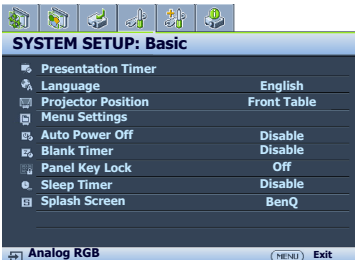 SYSTEM SETUP: Basic
Presentation Timer
Language English
Projector Position Front Table
Menu Settings
Auto Power Off Disable
Blank Timer Disable
Panel Key Lock Off
Sleep Timer Disable
Splash Screen BenQ
Analog RGB MENU Exit